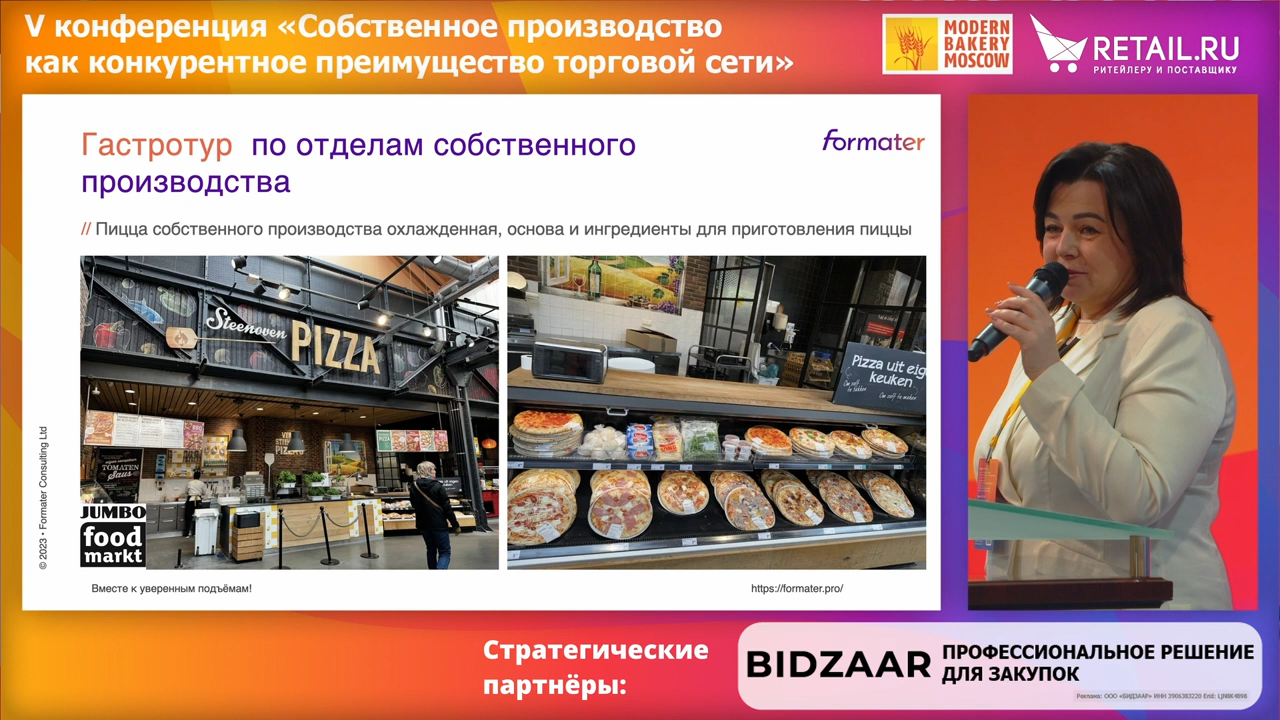 V конференция «Собственное производство
как конкурентное преимущество торговой сети»
MODERN
BAKERY
MOSCOW
RETAIL.RU
РИТЕЙЛЕРУ И ПОСТАВЩИКУ
Гастротур по отделам собственного
производства
formater
// Пицца собственного производства охлажденная, основа и ингредиенты для приготовления пиццы
Steenoven
PIZZA
TOMATEN
SAUS
JUMBO
food
markt
Pizza uit eig
keuken
© 2023 • Formater Consulting Ltd
Вместе к уверенным подъёмам!
https://formater.pro/
Стратегические
партнёры:
BIDZAAR
ПРОФЕССИОНАЛЬНОЕ РЕШЕНИЕ
ДЛЯ ЗАКУПОК